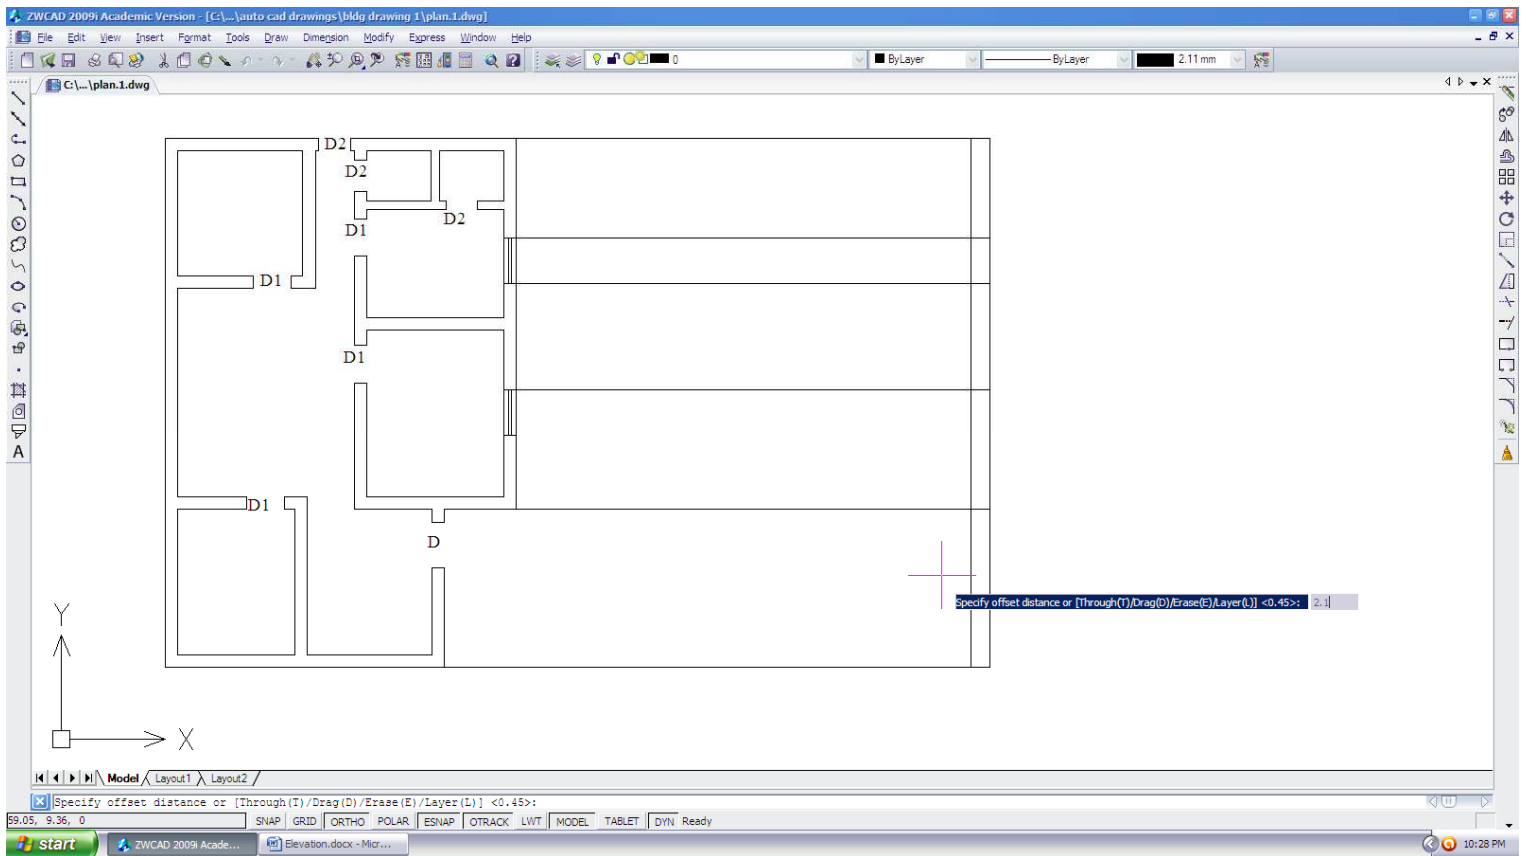 ZWCAD 2009i Academic Version - [C:\...\auto cad drawings\bldg drawing 1\plan.1.dwg]
File Edit View Insert Format Tools Draw Dimension Modify Express Window Help
0 ByLayer ByLayer 2.11 mm
C:\...\plan.1.dwg
D2
D2
D2
D1
D1
D1
D1
D
Specify offset distance or [Through(T)/Drag(D)/Erase(E)/Layer(L)] <0.45>: 2.1
Y
X
A
Model Layout1 Layout2
Specify offset distance or [Through(T)/Drag(D)/Erase(E)/Layer(L)] <0.45>:
59.05, 9.36, 0 SNAP GRID ORTHO POLAR ESNAP OTRACK LWT MODEL TABLET DYN Ready
start ZWCAD 2009i Acade... Elevation.docx - Micr... 10:28 PM